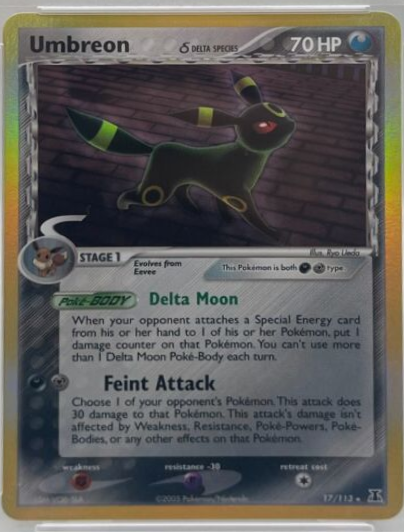 Umbreon δ DELTA SPECIES 70 HP
Illus. Ryo Ueda
STAGE 1 Evolves from
Eevee
This Pokémon is both type
Poké-BODY Delta Moon
When your opponent attaches a Special Energy card
from his or her hand to 1 of his or her Pokémon, put 1
damage counter on that Pokémon. You can't use more
than 1 Delta Moon Poké-Body each turn.
Feint Attack
Choose 1 of your opponent's Pokémon. This attack does
30 damage to that Pokémon. This attack's damage isn't
affected by Weakness, Resistance, Poké-Powers, Poké-
Bodies, or any other effects on that Pokémon.
weakness resistance -30 retreat cost
©2005 Pokémon/Nintendo 17/113